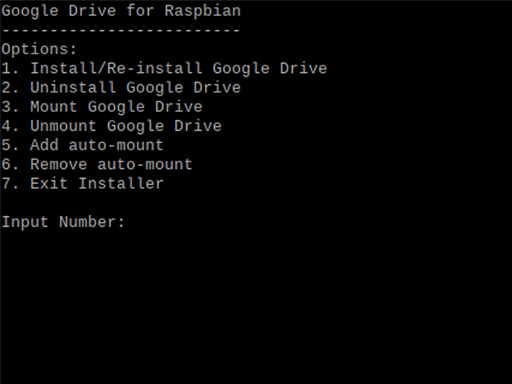 Google Drive for Raspbian
-------------------------
Options:
1. Install/Re-install Google Drive
2. Uninstall Google Drive
3. Mount Google Drive
4. Unmount Google Drive
5. Add auto-mount
6. Remove auto-mount
7. Exit Installer
Input Number: